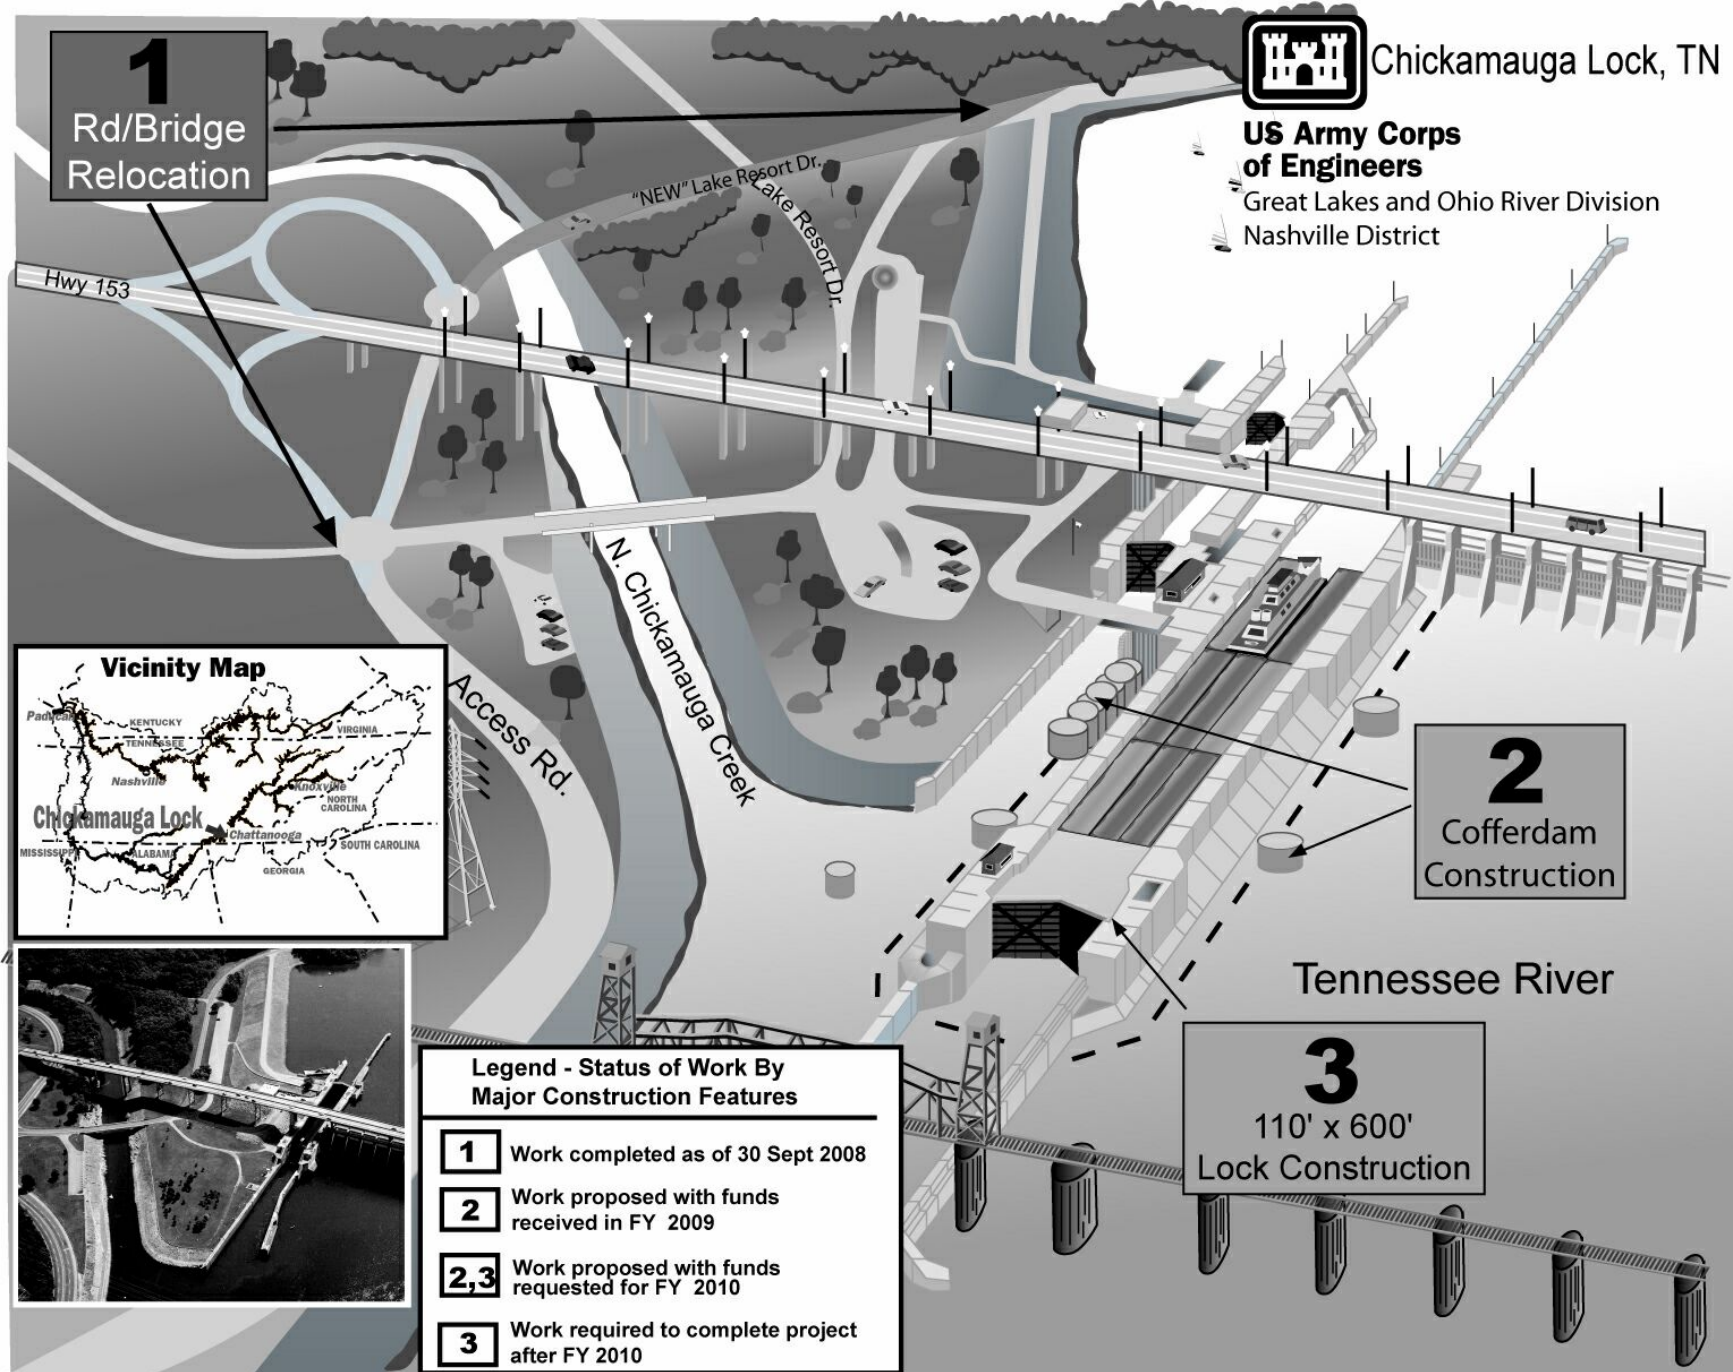 1
Rd/Bridge
Relocation
Chickamauga Lock, TN
US Army Corps
of Engineers
Great Lakes and Ohio River Division
Nashville District
"NEW" Lake Resort Dr.
Lake Resort Dr.
Hwy 153
N. Chickamauga Creek
Access Rd.
Vicinity Map
Paducah
KENTUCKY
VIRGINIA
TENNESSEE
Nashville
Knoxville
NORTH
CAROLINA
Chickamauga Lock
Chattanooga
MISSISSIPPI
ALABAMA
SOUTH CAROLINA
GEORGIA
2
Cofferdam
Construction
Tennessee River
3
110' x 600'
Lock Construction
Legend - Status of Work By
Major Construction Features
1 Work completed as of 30 Sept 2008
2 Work proposed with funds
received in FY 2009
2,3 Work proposed with funds
requested for FY 2010
3 Work required to complete project
after FY 2010